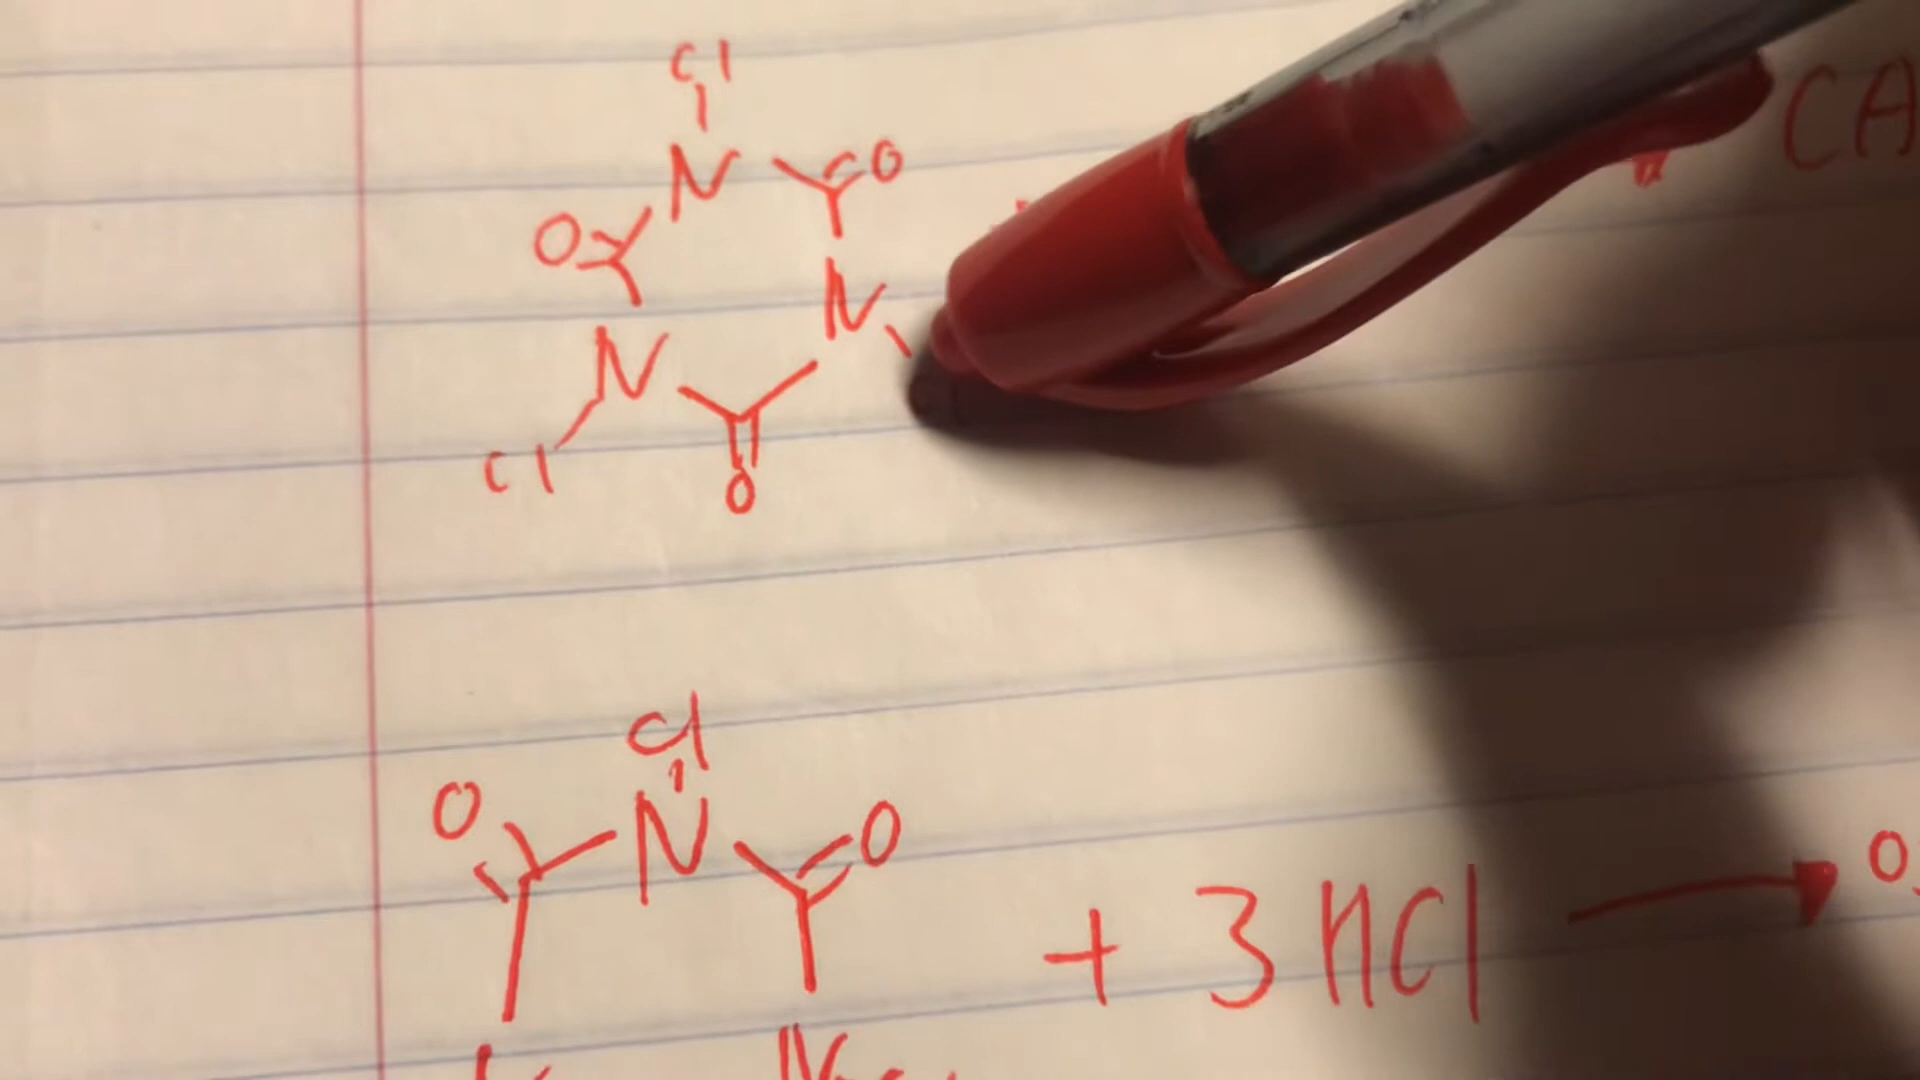 Cl
N O
O N
N
Cl O
CA
Cl
O N O
+ 3 HCl → O
N